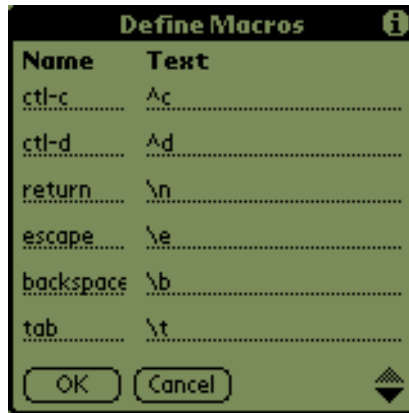 Define Macros i
Name Text
ctl-c ^c
ctl-d ^d
return \n
escape \e
backspace \b
tab \t
OK Cancel